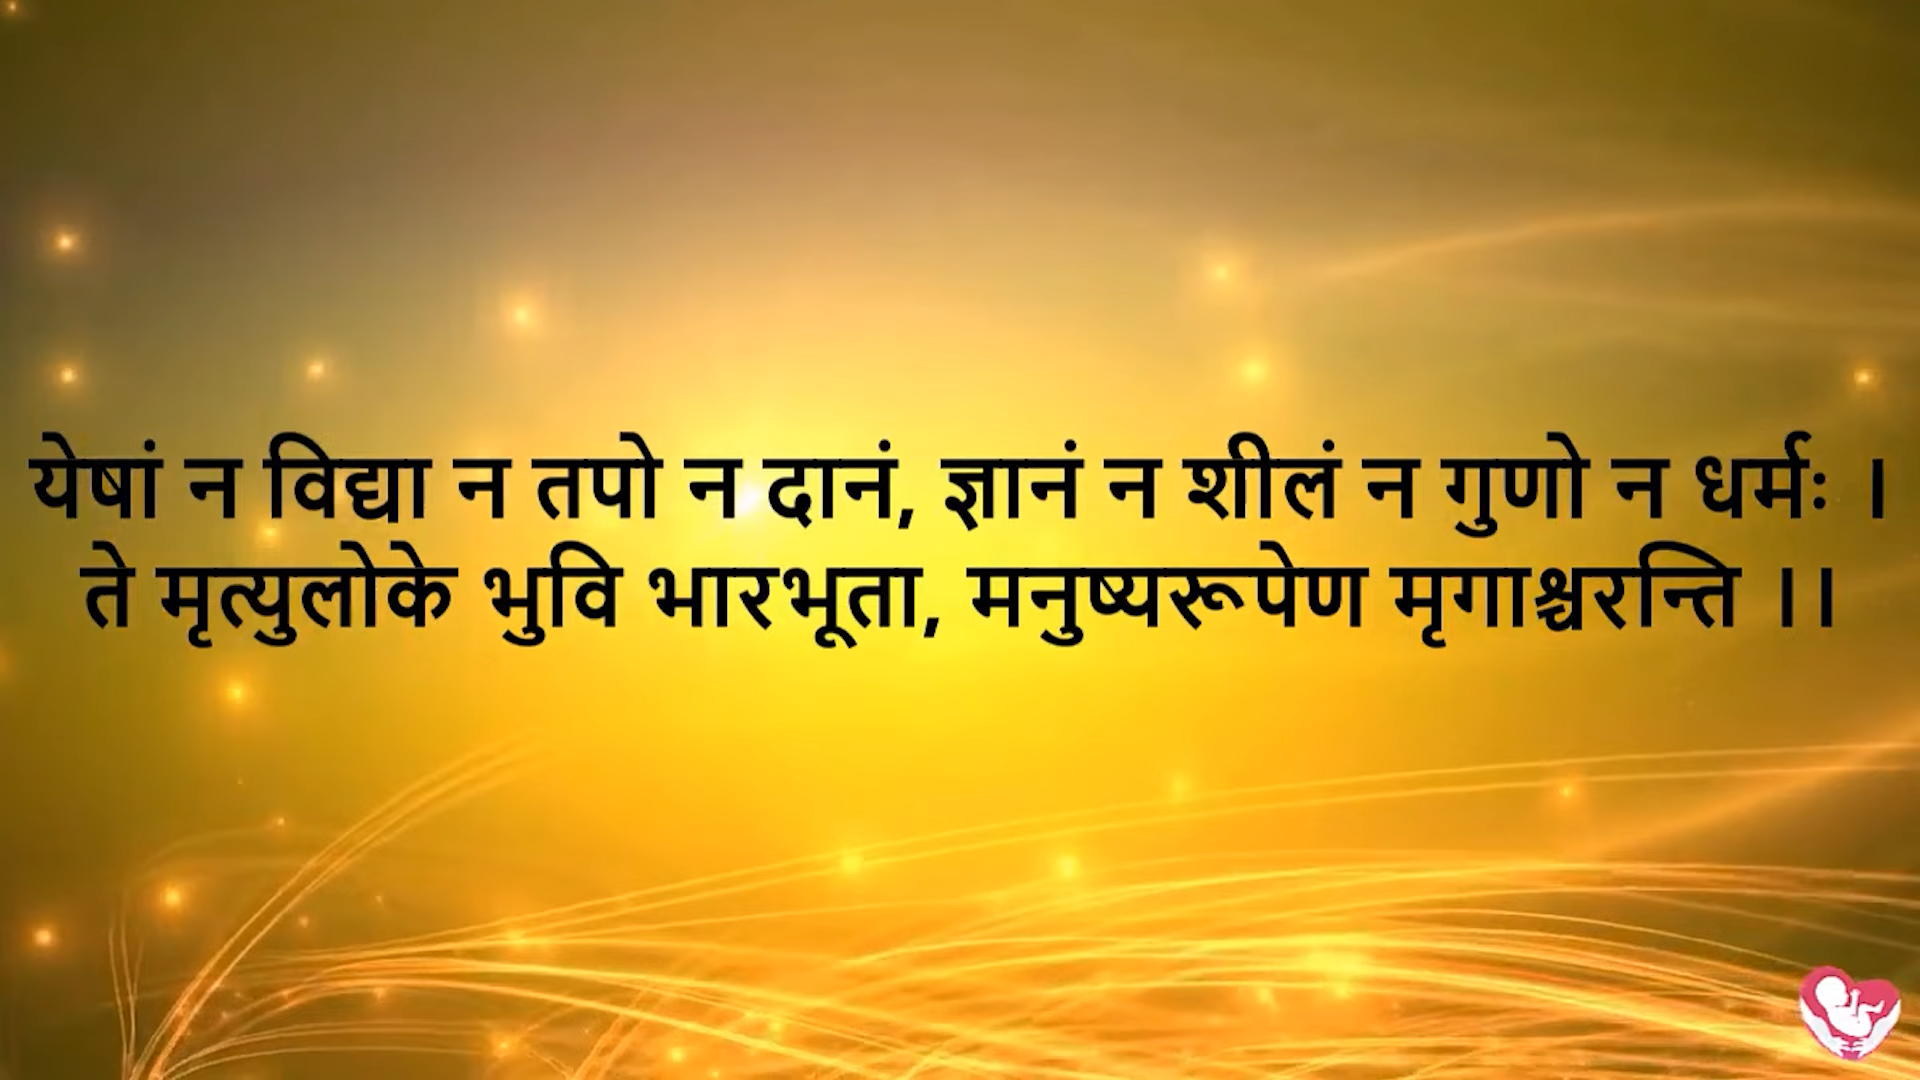 येषां न विद्या न तपो न दानं, ज्ञानं न शीलं न गुणो न धर्मः ।
ते मृत्युलोके भुवि भारभूता, मनुष्यरूपेण मृगाश्चरन्ति ।।